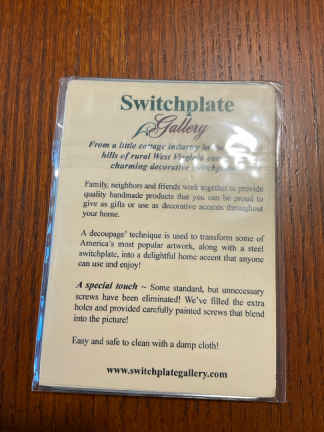 Switchplate
Gallery
From a little cottage industry in the
hills of rural West Virginia
charming decorative
Family, neighbors and friends work together to provide
quality handmade products that you can be proud to
give as gifts or use as decorative accents throughout
your home.
A decoupage' technique is used to transform some of
America's most popular artwork, along with a steel
switchplate, into a delightful home accent that anyone
can use and enjoy!
A special touch ~ Some standard, but unnecessary
screws have been eliminated! We've filled the extra
holes and provided carefully painted screws that blend
into the picture!
Easy and safe to clean with a damp cloth!
www.switchplategallery.com